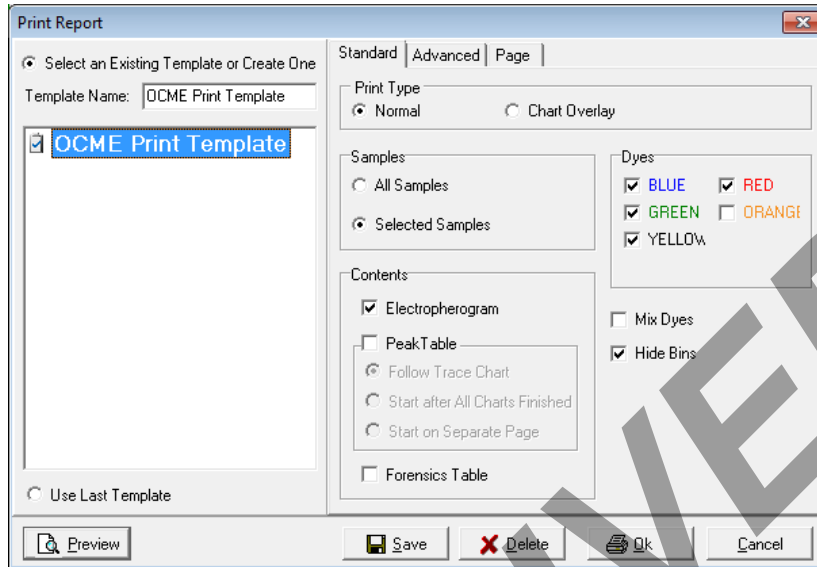 Print Report
Select an Existing Template or Create One
Template Name: OCME Print Template
OCME Print Template
Use Last Template
Preview
Standard Advanced Page
Print Type
Normal Chart Overlay
Samples
All Samples
Selected Samples
Dyes
BLUE RED
GREEN ORANGE
YELLOW
Contents
Electropherogram
PeakTable
Follow Trace Chart
Start after All Charts Finished
Start on Separate Page
Forensics Table
Mix Dyes
Hide Bins
Save Delete Ok Cancel